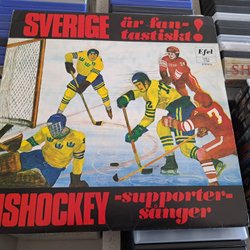 SVERIGE
är fan-
tastiskt!
Efel
ISHOCKEY
-supporter-
sånger